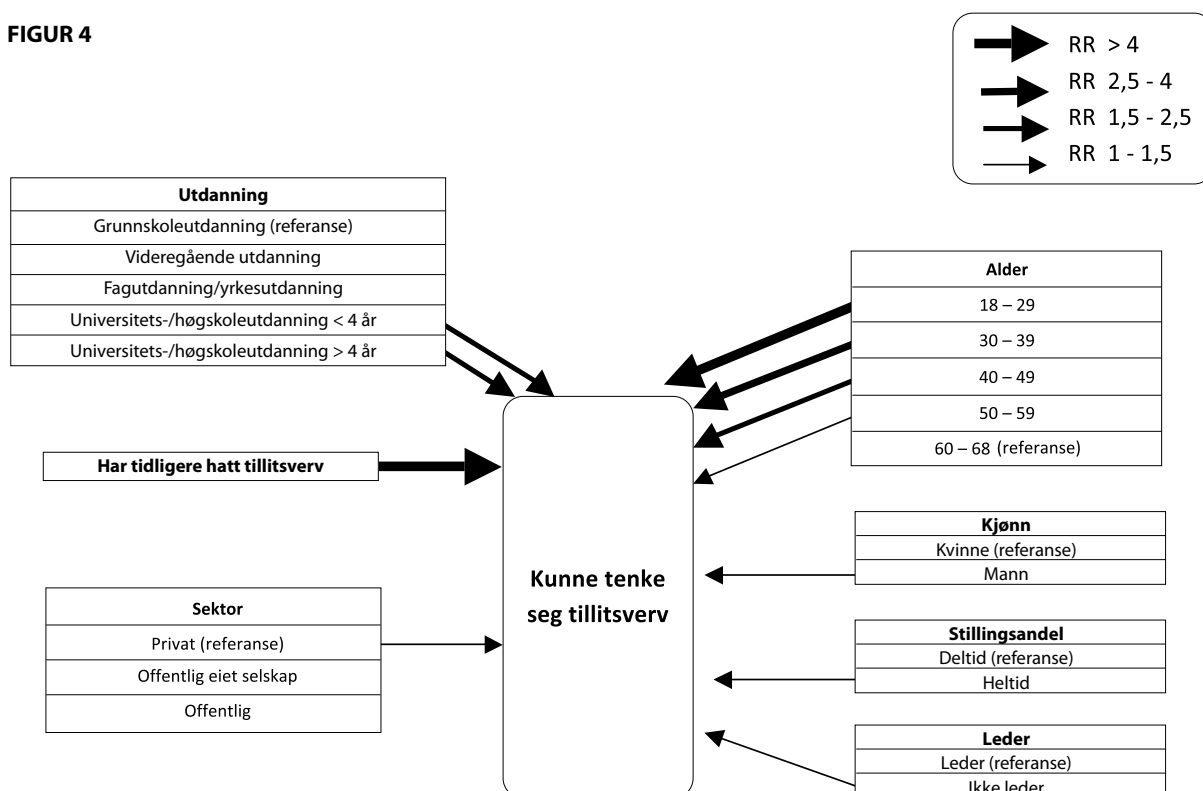 FIGUR 4
RR > 4
RR 2,5 - 4
RR 1,5 - 2,5
RR 1 - 1,5
Utdanning
Grunnskoleutdanning (referanse)
Videregående utdanning
Fagutdanning/yrkesutdanning
Universitets-/høgskoleutdanning < 4 år
Universitets-/høgskoleutdanning > 4 år
Har tidligere hatt tillitsverv
Sektor
Privat (referanse)
Offentlig eiet selskap
Offentlig
Kunne tenke
seg tillitsverv
Alder
18 – 29
30 – 39
40 – 49
50 – 59
60 – 68 (referanse)
Kjønn
Kvinne (referanse)
Mann
Stillingsandel
Deltid (referanse)
Heltid
Leder
Leder (referanse)
Ikke leder